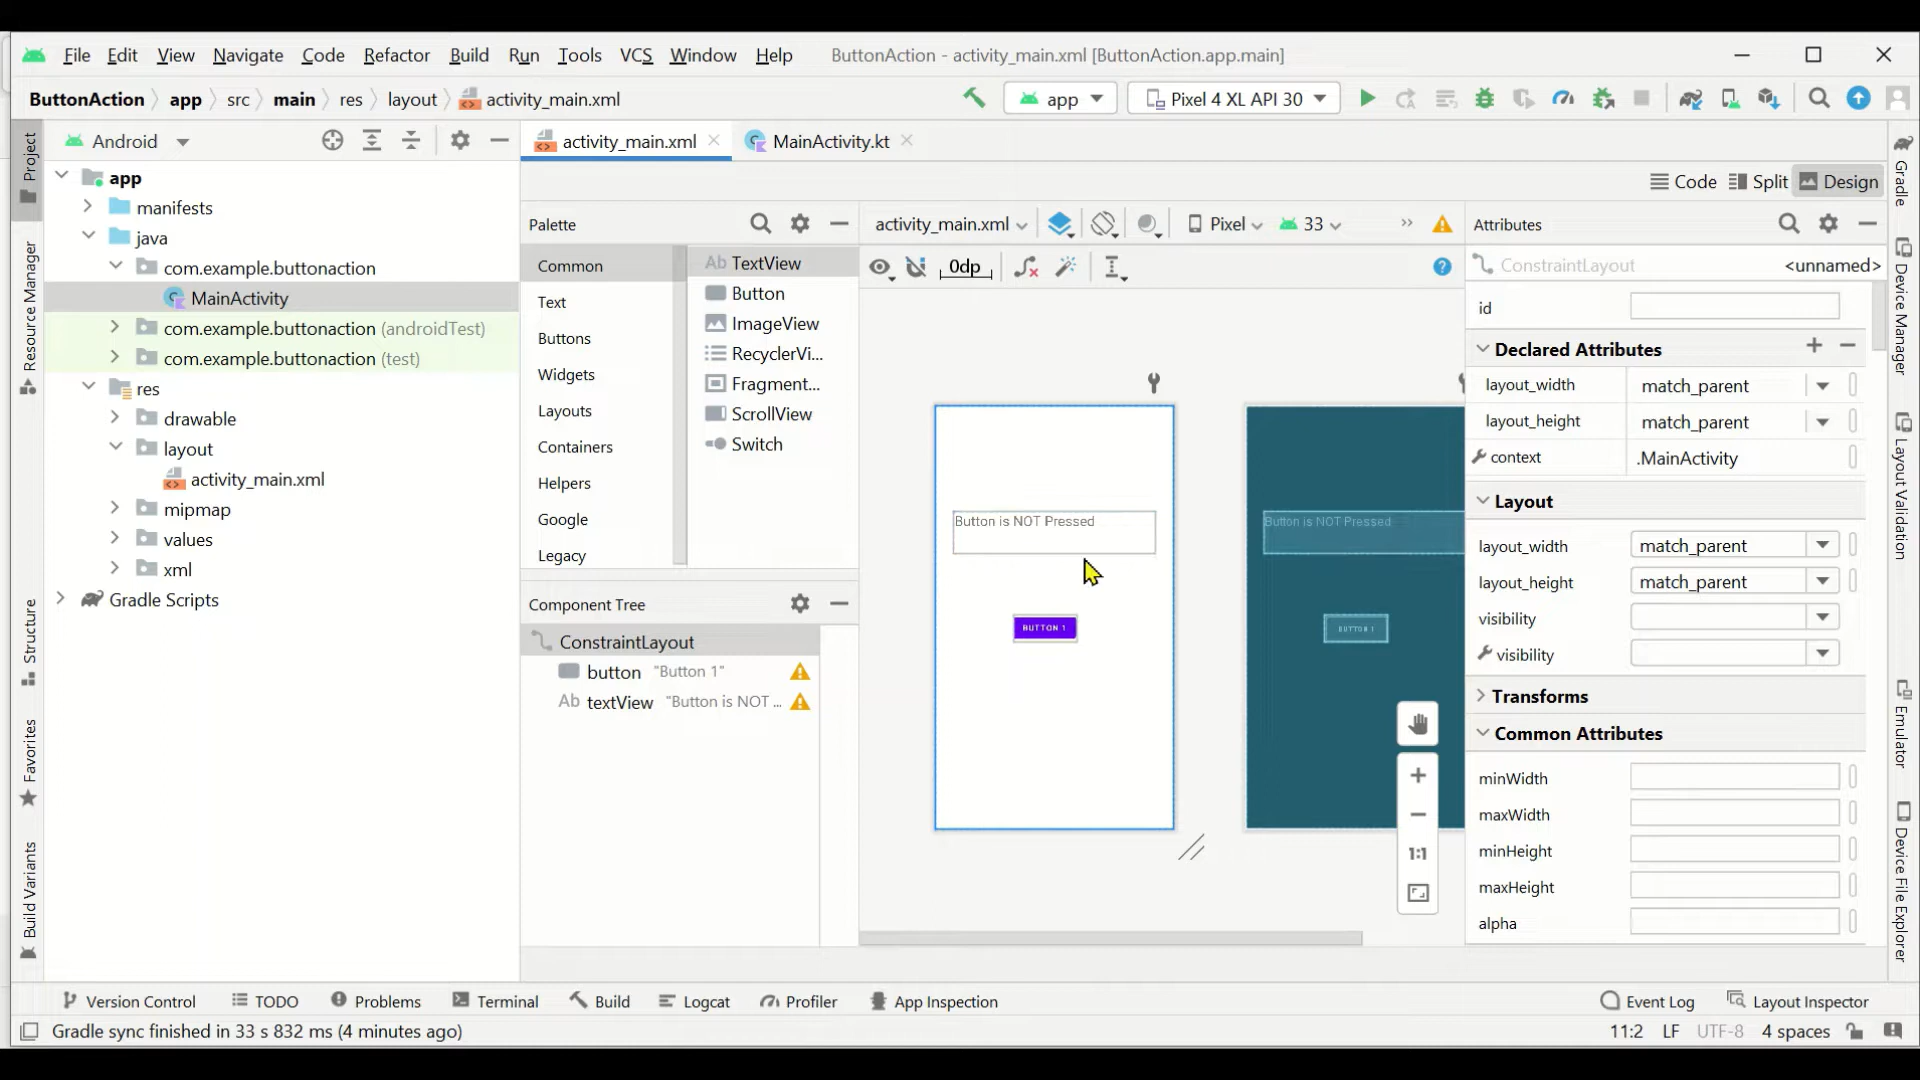 File Edit View Navigate Code Refactor Build Run Tools VCS Window Help ButtonAction - activity_main.xml [ButtonAction.app.main]
ButtonAction app src main res layout activity_main.xml app Pixel 4 XL API 30
Project
Resource Manager
Structure
Favorites
Build Variants
Android
app
manifests
java
com.example.buttonaction
MainActivity
com.example.buttonaction (androidTest)
com.example.buttonaction (test)
res
drawable
layout
activity_main.xml
mipmap
values
xml
Gradle Scripts
activity_main.xml MainActivity.kt
Code Split Design
Palette
Common
Text
Buttons
Widgets
Layouts
Containers
Helpers
Google
Legacy
Ab TextView
Button
ImageView
RecyclerVi...
Fragment...
ScrollView
Switch
Component Tree
ConstraintLayout
button "Button 1"
Ab textView "Button is NOT ...
activity_main.xml Pixel 33
0dp
Button is NOT Pressed
BUTTON 1
Button is NOT Pressed
BUTTON 1
1:1
Attributes
ConstraintLayout <unnamed>
id
Declared Attributes
layout_width match_parent
layout_height match_parent
context .MainActivity
Layout
layout_width match_parent
layout_height match_parent
visibility
visibility
Transforms
Common Attributes
minWidth
maxWidth
minHeight
maxHeight
alpha
Gradle
Device Manager
Layout Validation
Emulator
Device File Explorer
Version Control TODO Problems Terminal Build Logcat Profiler App Inspection Event Log Layout Inspector
Gradle sync finished in 33 s 832 ms (4 minutes ago) 11:2 LF UTF-8 4 spaces